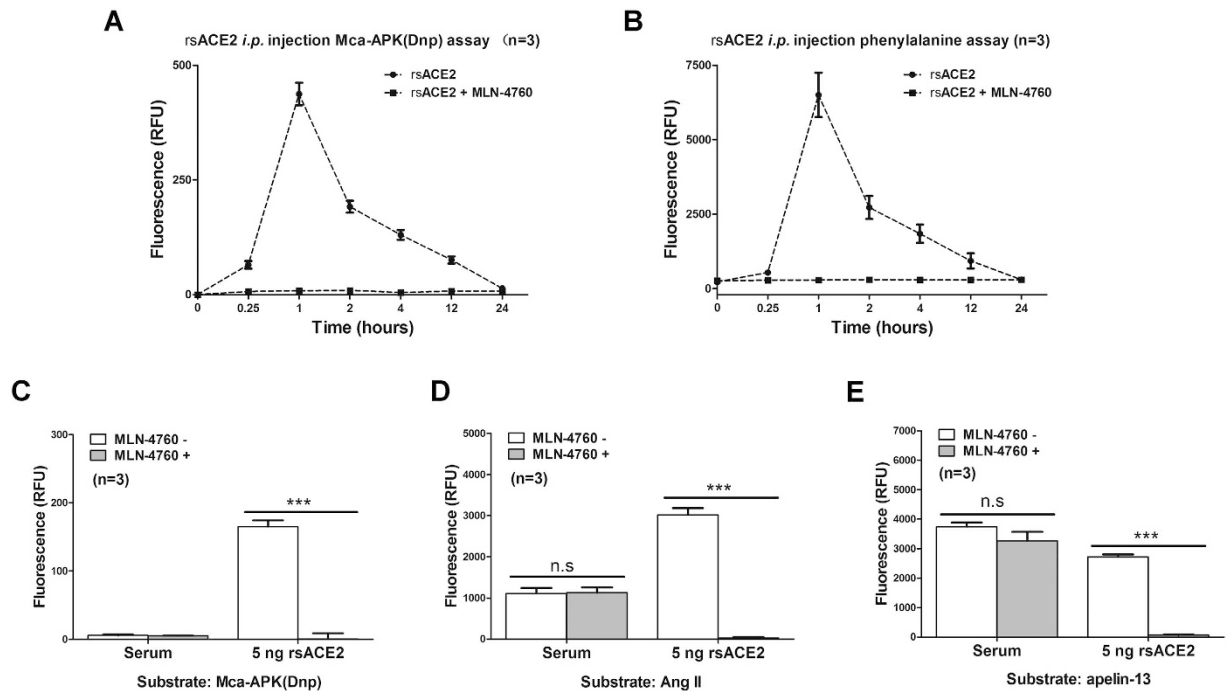 A
rsACE2 i.p. injection Mca-APK(Dnp) assay （n=3)
Fluorescence (RFU)
500
250
0
rsACE2
rsACE2 + MLN-4760
0 0.25 1 2 4 12 24
Time (hours)
B
rsACE2 i.p. injection phenylalanine assay (n=3)
Fluorescence (RFU)
7500
5000
2500
0
rsACE2
rsACE2 + MLN-4760
0 0.25 1 2 4 12 24
Time (hours)
C
Fluorescence (RFU)
300
200
100
0
MLN-4760 -
MLN-4760 +
(n=3)
***
Serum 5 ng rsACE2
Substrate: Mca-APK(Dnp)
D
Fluorescence (RFU)
5000
4000
3000
2000
1000
0
MLN-4760 -
MLN-4760 +
(n=3)
n.s
***
Serum 5 ng rsACE2
Substrate: Ang II
E
Fluorescence (RFU)
7000
6000
5000
4000
3000
2000
1000
0
MLN-4760 -
MLN-4760 +
(n=3)
n.s
***
Serum 5 ng rsACE2
Substrate: apelin-13